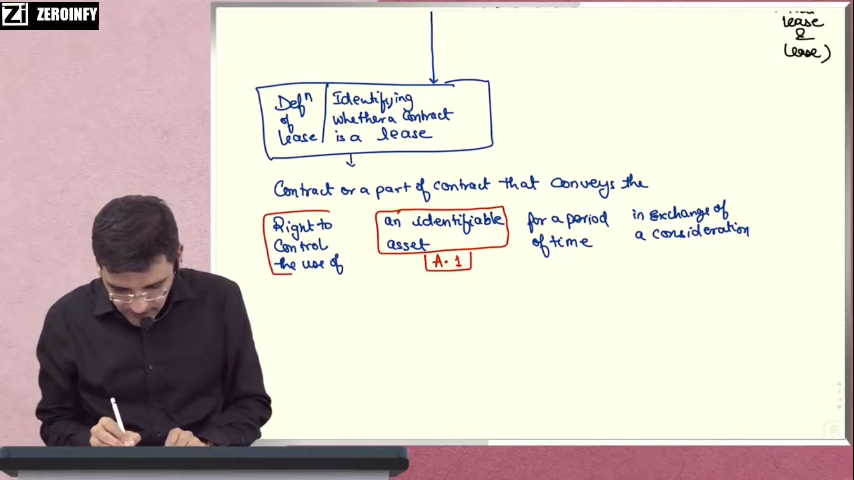 Zi ZEROINFY
lease
&
lease)
Defn
of
lease
Identifying
whether a contract
is a lease
Contract or a part of contract that conveys the
Right to
control
the use of
an identifiable
asset
A.1
for a period
of time
in Exchange of
a consideration